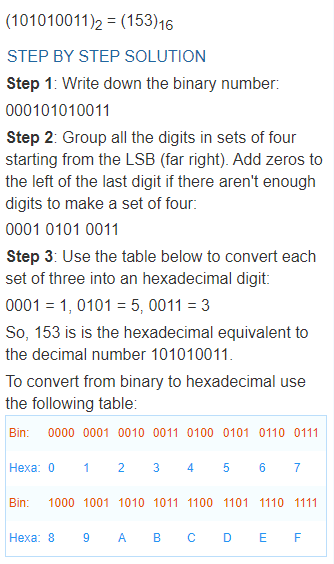 (101010011)2 = (153)16
STEP BY STEP SOLUTION
Step 1: Write down the binary number:
000101010011
Step 2: Group all the digits in sets of four
starting from the LSB (far right). Add zeros to
the left of the last digit if there aren't enough
digits to make a set of four:
0001 0101 0011
Step 3: Use the table below to convert each
set of three into an hexadecimal digit:
0001 = 1, 0101 = 5, 0011 = 3
So, 153 is is the hexadecimal equivalent to
the decimal number 101010011.
To convert from binary to hexadecimal use
the following table:
Bin: 0000 0001 0010 0011 0100 0101 0110 0111
Hexa: 0 1 2 3 4 5 6 7
Bin: 1000 1001 1010 1011 1100 1101 1110 1111
Hexa: 8 9 A B C D E F